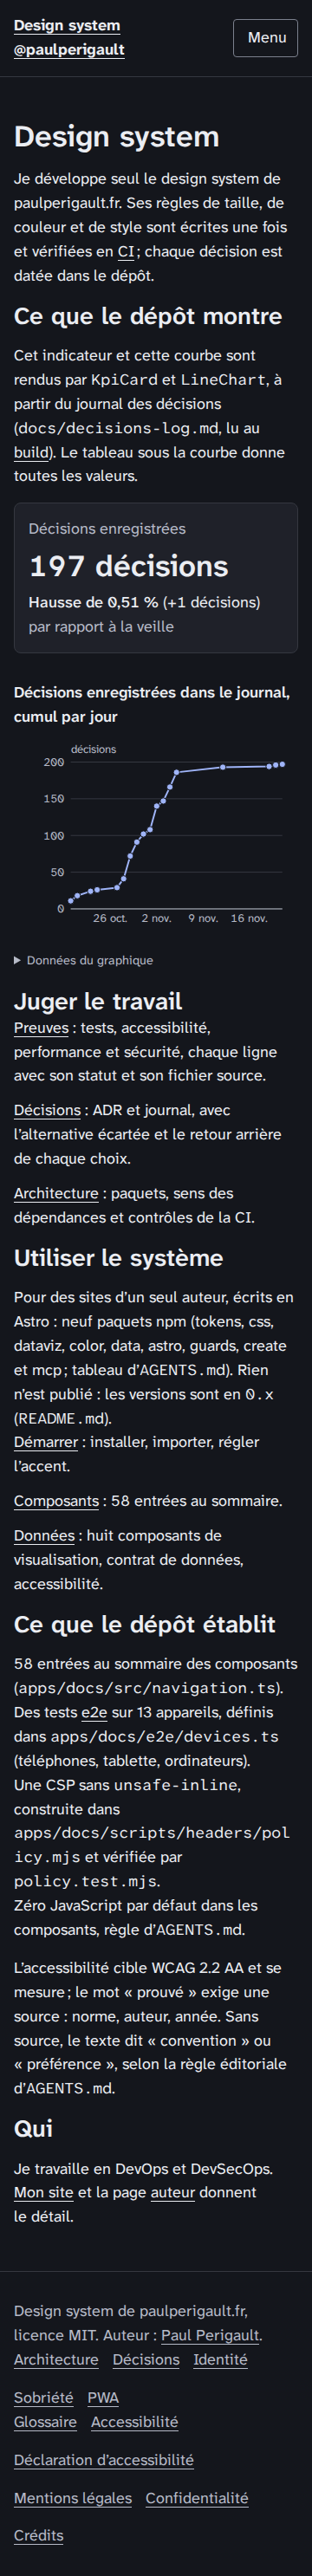 Design system
@paulperigault
Menu
Design system
Je développe seul le design system de
paulperigault.fr. Ses règles de taille, de
couleur et de style sont écrites une fois
et vérifiées en CI ; chaque décision est
datée dans le dépôt.
Ce que le dépôt montre
Cet indicateur et cette courbe sont
rendus par KpiCard et LineChart, à
partir du journal des décisions
(docs/decisions-log.md, lu au
build). Le tableau sous la courbe donne
toutes les valeurs.
Décisions enregistrées
197 décisions
Hausse de 0,51 % (+1 décisions)
par rapport à la veille
Décisions enregistrées dans le journal,
cumul par jour
décisions
200
150
100
50
0
26 oct. 2 nov. 9 nov. 16 nov.
Données du graphique
Juger le travail
Preuves : tests, accessibilité,
performance et sécurité, chaque ligne
avec son statut et son fichier source.
Décisions : ADR et journal, avec
l’alternative écartée et le retour arrière
de chaque choix.
Architecture : paquets, sens des
dépendances et contrôles de la CI.
Utiliser le système
Pour des sites d’un seul auteur, écrits en
Astro : neuf paquets npm (tokens, css,
dataviz, color, data, astro, guards, create
et mcp ; tableau d’AGENTS.md). Rien
n’est publié : les versions sont en 0.x
(README.md).
Démarrer : installer, importer, régler
l’accent.
Composants : 58 entrées au sommaire.
Données : huit composants de
visualisation, contrat de données,
accessibilité.
Ce que le dépôt établit
58 entrées au sommaire des composants
(apps/docs/src/navigation.ts).
Des tests e2e sur 13 appareils, définis
dans apps/docs/e2e/devices.ts
(téléphones, tablette, ordinateurs).
Une CSP sans unsafe-inline,
construite dans
apps/docs/scripts/headers/pol
icy.mjs et vérifiée par
policy.test.mjs.
Zéro JavaScript par défaut dans les
composants, règle d’AGENTS.md.
L’accessibilité cible WCAG 2.2 AA et se
mesure ; le mot « prouvé » exige une
source : norme, auteur, année. Sans
source, le texte dit « convention » ou
« préférence », selon la règle éditoriale
d’AGENTS.md.
Qui
Je travaille en DevOps et DevSecOps.
Mon site et la page auteur donnent
le détail.
Design system de paulperigault.fr,
licence MIT. Auteur : Paul Perigault.
Architecture Décisions Identité
Sobriété PWA
Glossaire Accessibilité
Déclaration d’accessibilité
Mentions légales Confidentialité
Crédits